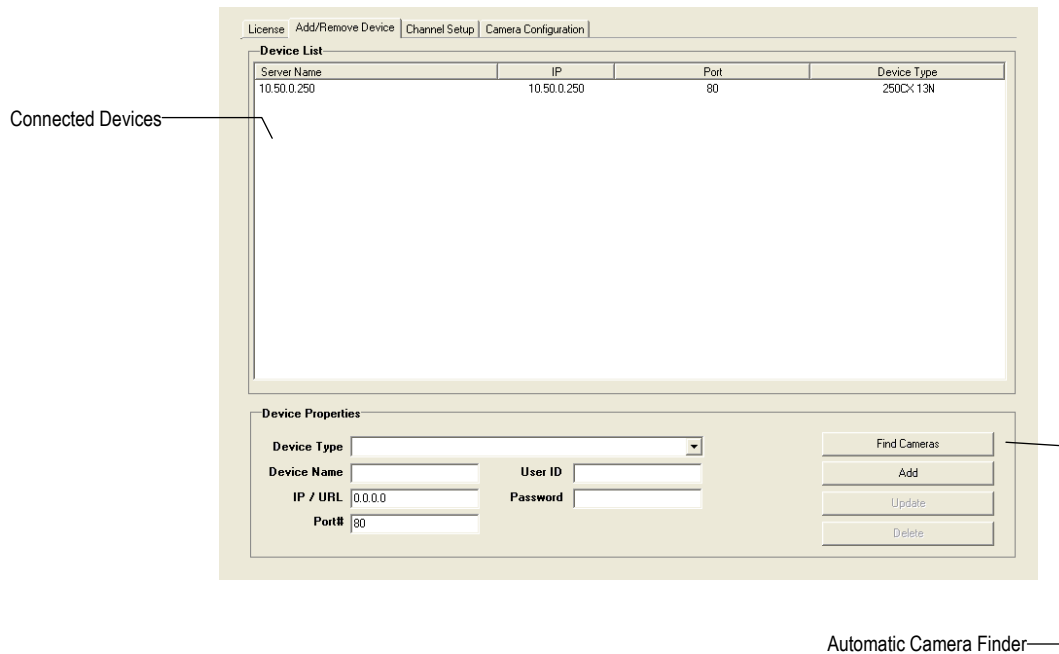 License Add/Remove Device Channel Setup Camera Configuration
Device List
Server Name IP Port Device Type
10.50.0.250 10.50.0.250 80 250CX 13N
Connected Devices
Device Properties
Device Type
Find Cameras
Device Name
User ID
Add
IP / URL 0.0.0.0
Password
Update
Port# 80
Delete
Automatic Camera Finder